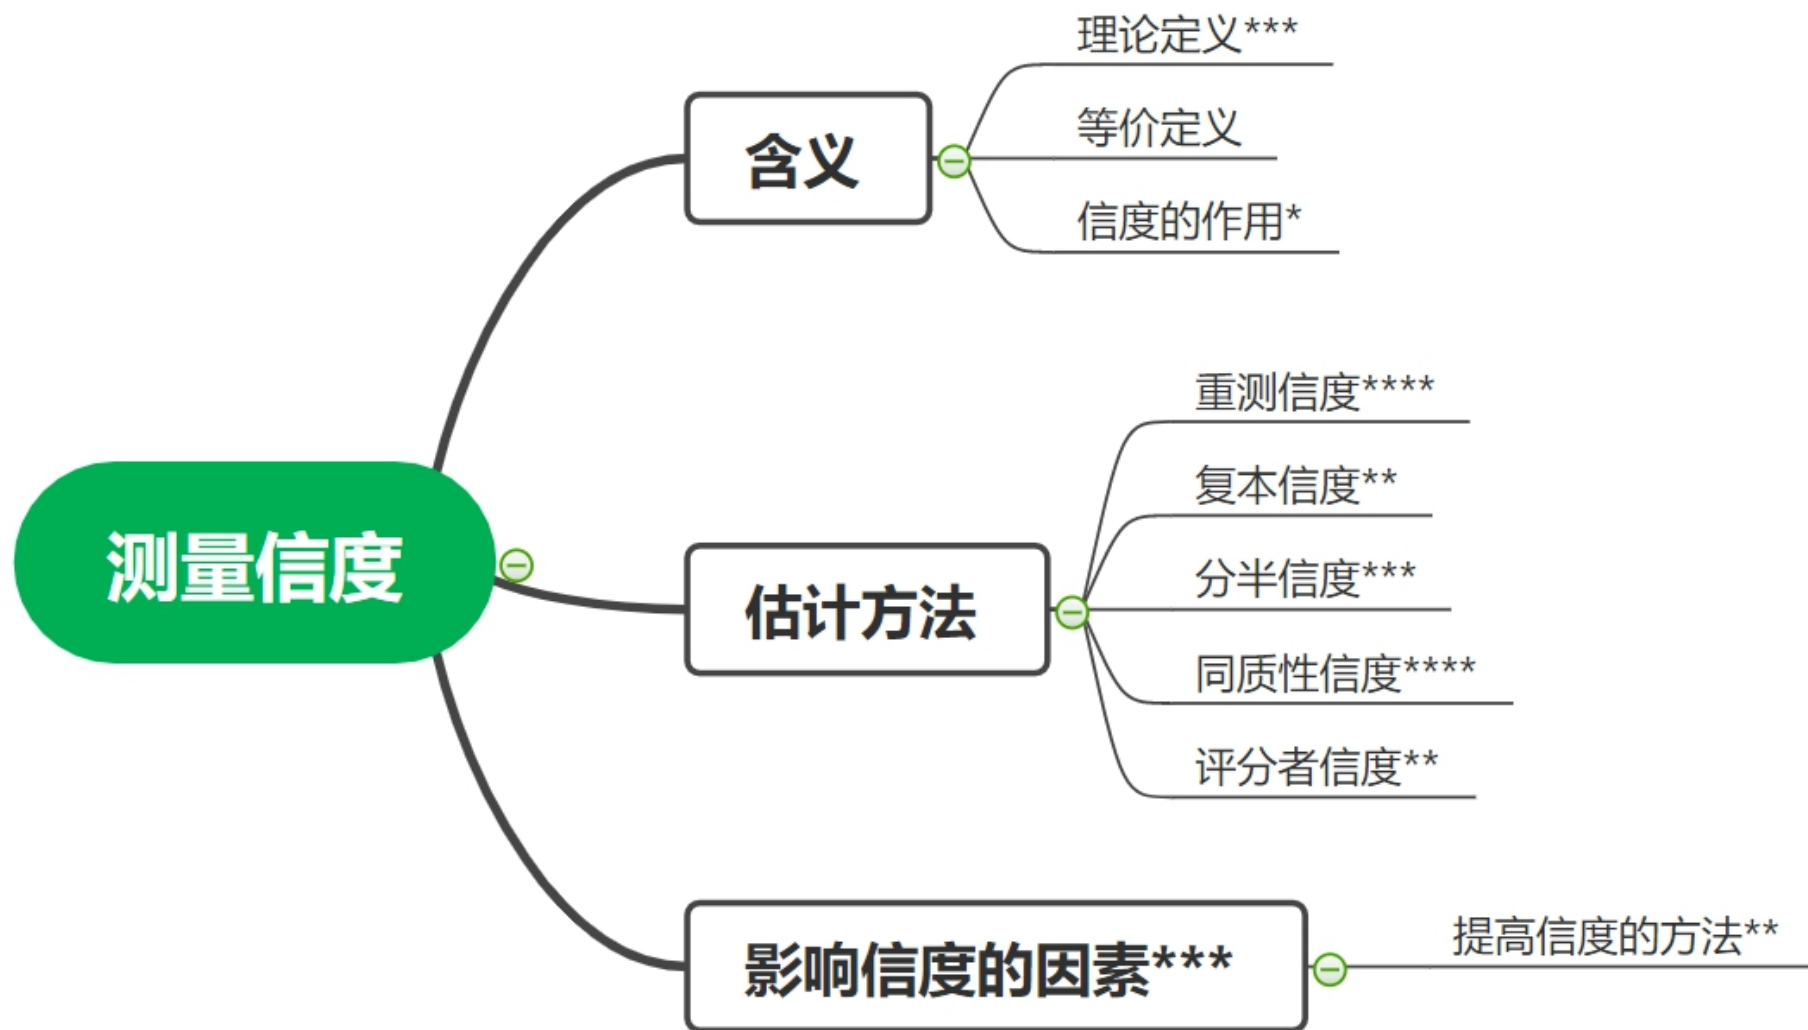 测量信度
含义
理论定义***
等价定义
信度的作用*
估计方法
重测信度****
复本信度**
分半信度***
同质性信度****
评分者信度**
影响信度的因素***
提高信度的方法**